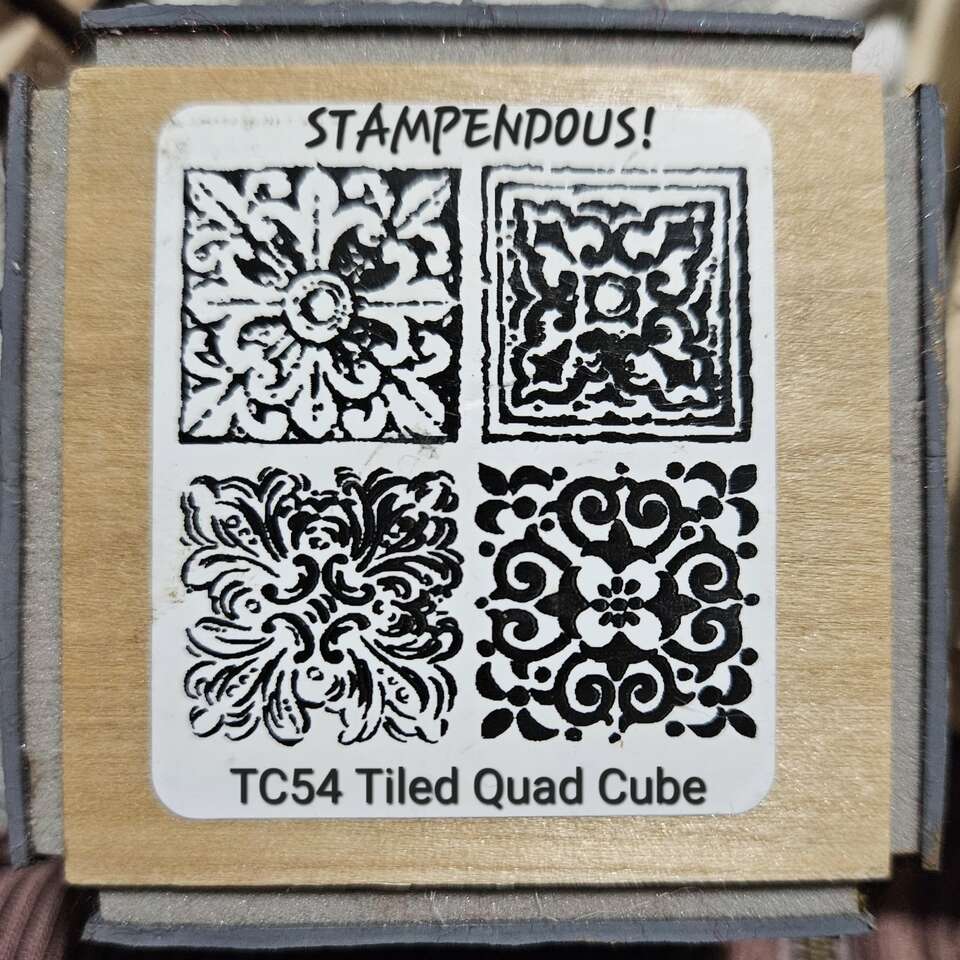 STAMPENDOUS!
TC54 Tiled Quad Cube